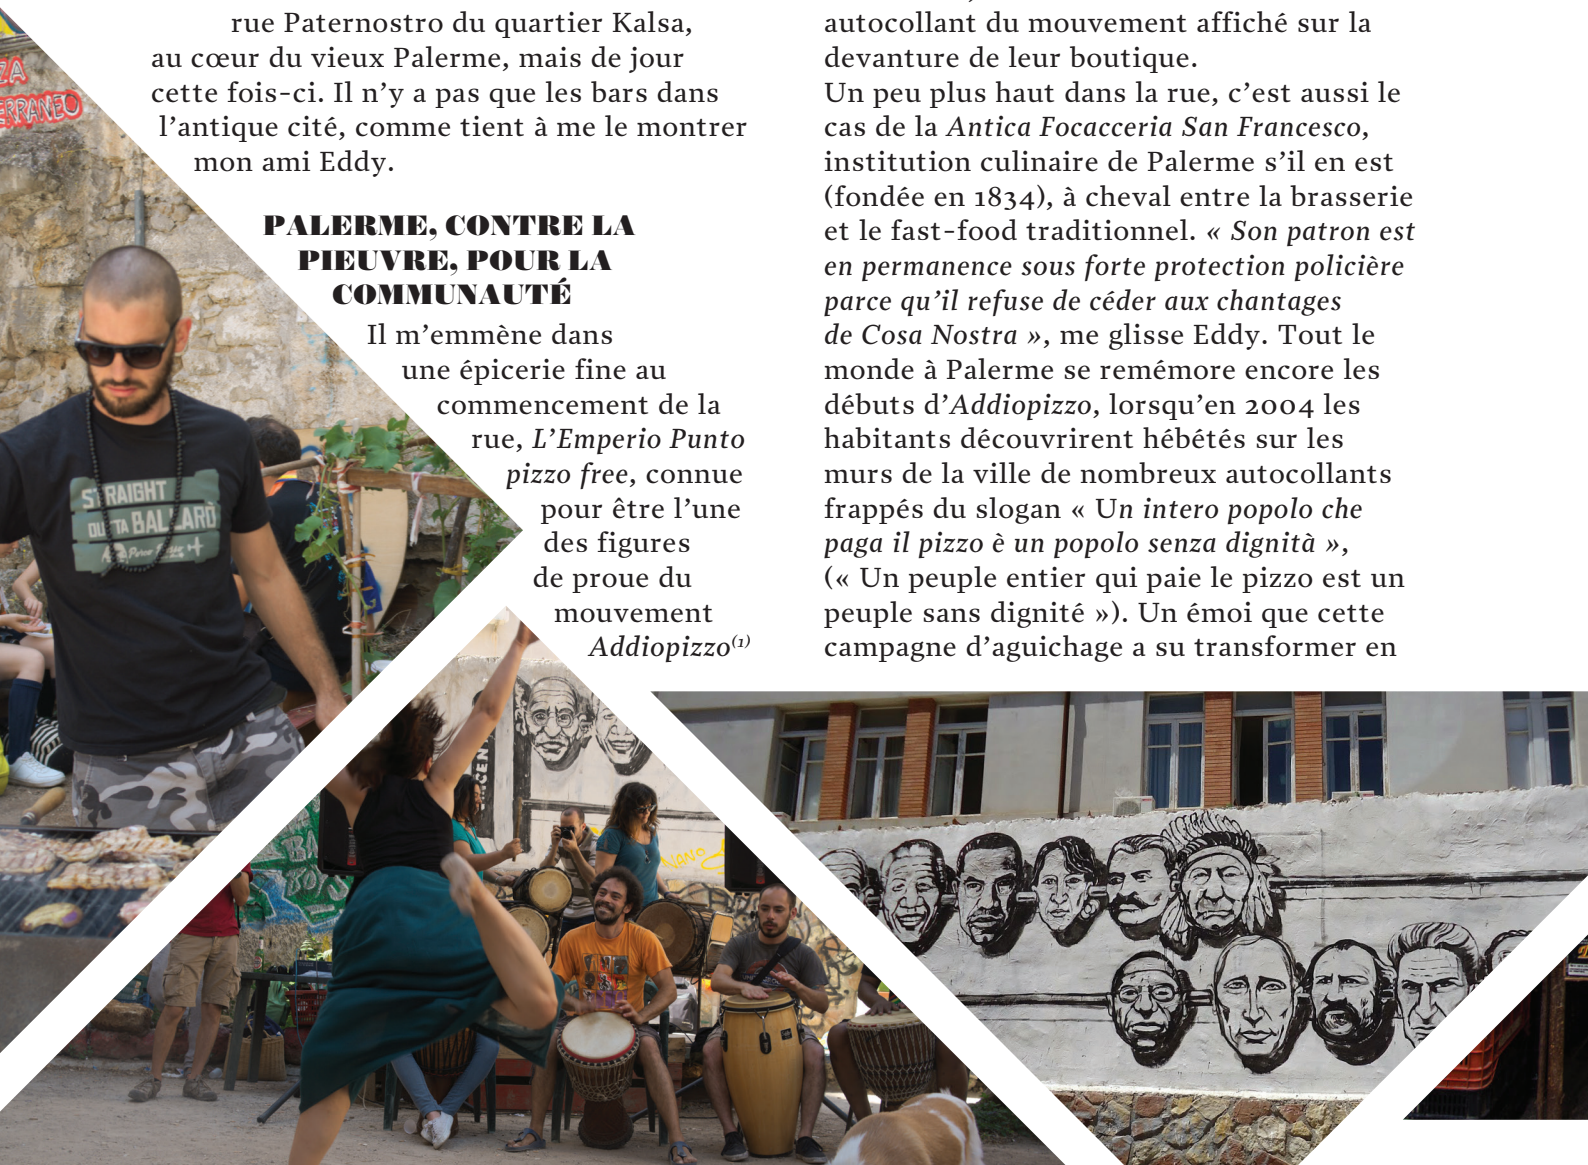 rue Paternostro du quartier Kalsa,
au cœur du vieux Palerme, mais de jour
cette fois-ci. Il n’y a pas que les bars dans
l’antique cité, comme tient à me le montrer
mon ami Eddy.
PALERME, CONTRE LA
PIEUVRE, POUR LA
COMMUNAUTÉ
Il m’emmène dans
une épicerie fine au
commencement de la
rue, L’Emperio Punto
pizzo free, connue
pour être l’une
des figures
de proue du
mouvement
Addiopizzo(1)
autocollant du mouvement affiché sur la
devanture de leur boutique.
Un peu plus haut dans la rue, c’est aussi le
cas de la Antica Focacceria San Francesco,
institution culinaire de Palerme s’il en est
(fondée en 1834), à cheval entre la brasserie
et le fast-food traditionnel. « Son patron est
en permanence sous forte protection policière
parce qu’il refuse de céder aux chantages
de Cosa Nostra », me glisse Eddy. Tout le
monde à Palerme se remémore encore les
débuts d’Addiopizzo, lorsqu’en 2004 les
habitants découvrirent hébétés sur les
murs de la ville de nombreux autocollants
frappés du slogan « Un intero popolo che
paga il pizzo è un popolo senza dignità »,
(« Un peuple entier qui paie le pizzo est un
peuple sans dignité »). Un émoi que cette
campagne d’aguichage a su transformer en
ZA
ERRANEO
STRAIGHT
OUTTA BALLARÒ